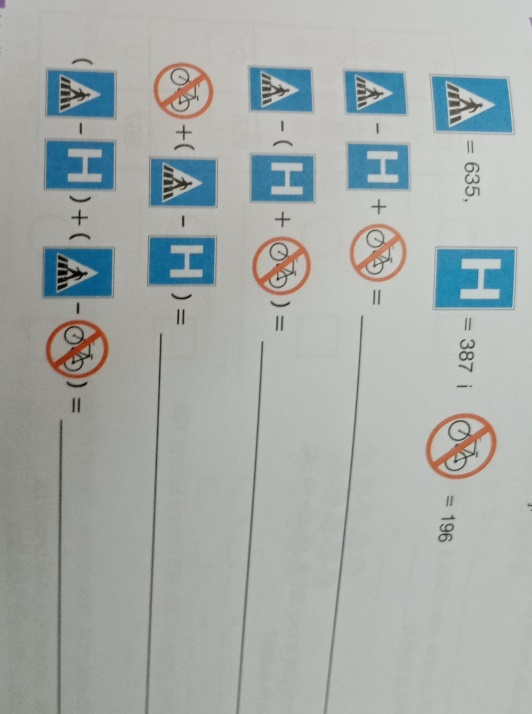 = 635, H = 387 i = 196
- H + =
- ( H + ) =
+ ( - H ) =
( - H ) + ( - ) =